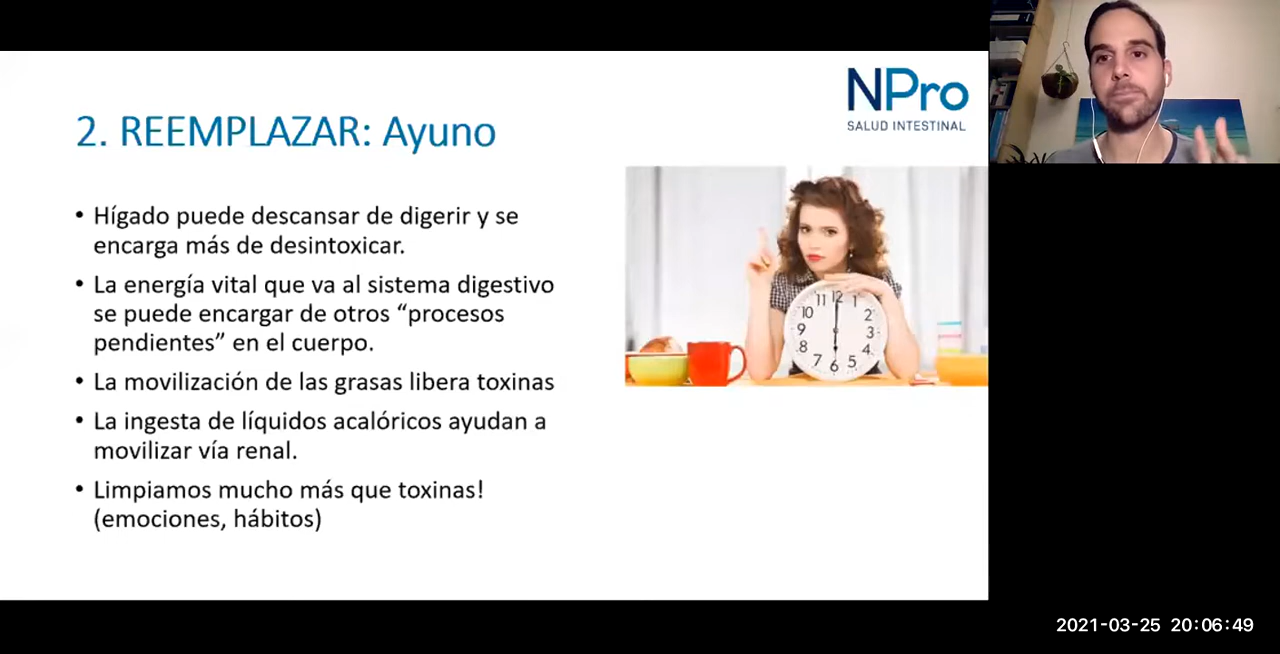 NPro
SALUD INTESTINAL
2. REEMPLAZAR: Ayuno
• Hígado puede descansar de digerir y se
encarga más de desintoxicar.
• La energía vital que va al sistema digestivo
se puede encargar de otros “procesos
pendientes” en el cuerpo.
• La movilización de las grasas libera toxinas
• La ingesta de líquidos acalóricos ayudan a
movilizar vía renal.
• Limpiamos mucho más que toxinas!
(emociones, hábitos)
11 12 1
10 2
9 3
8 4
7 6 5
2021-03-25 20:06:49